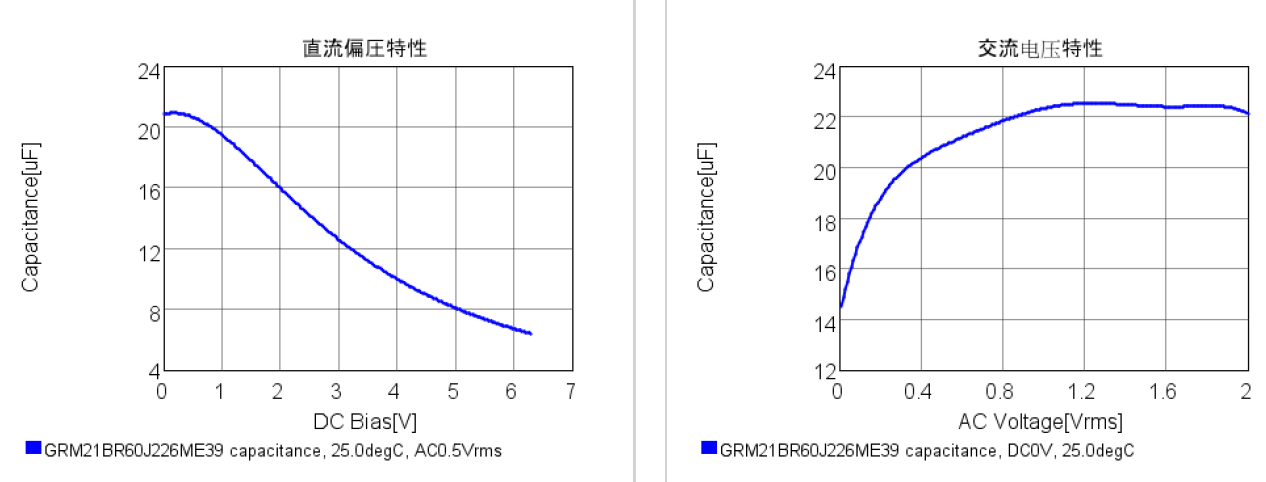 直流偏圧特性
24
20
16
12
8
4
0 1 2 3 4 5 6 7
Capacitance[uF]
DC Bias[V]
GRM21BR60J226ME39 capacitance, 25.0degC, AC0.5Vrms
交流电压特性
24
22
20
18
16
14
12
0 0.4 0.8 1.2 1.6 2
Capacitance[uF]
AC Voltage[Vrms]
GRM21BR60J226ME39 capacitance, DC0V, 25.0degC